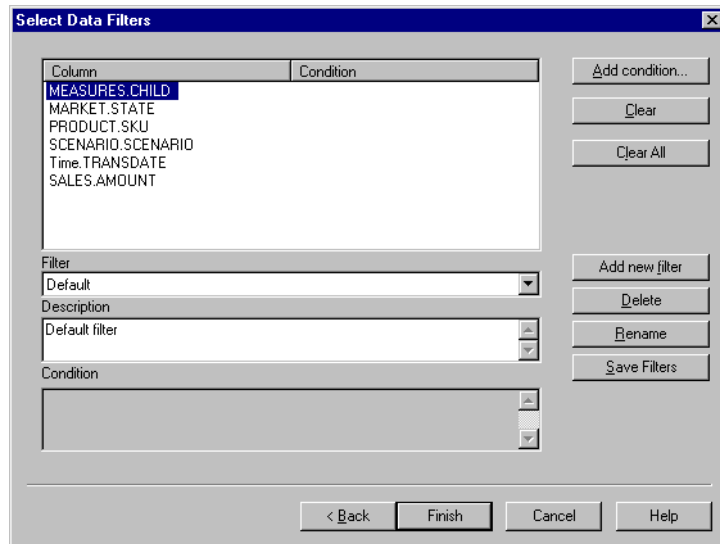 Select Data Filters
Column Condition
MEASURES.CHILD
MARKET.STATE
PRODUCT.SKU
SCENARIO.SCENARIO
Time.TRANSDATE
SALES.AMOUNT
Add condition...
Clear
Clear All
Filter
Default
Description
Default filter
Condition
Add new filter
Delete
Rename
Save Filters
< Back Finish Cancel Help